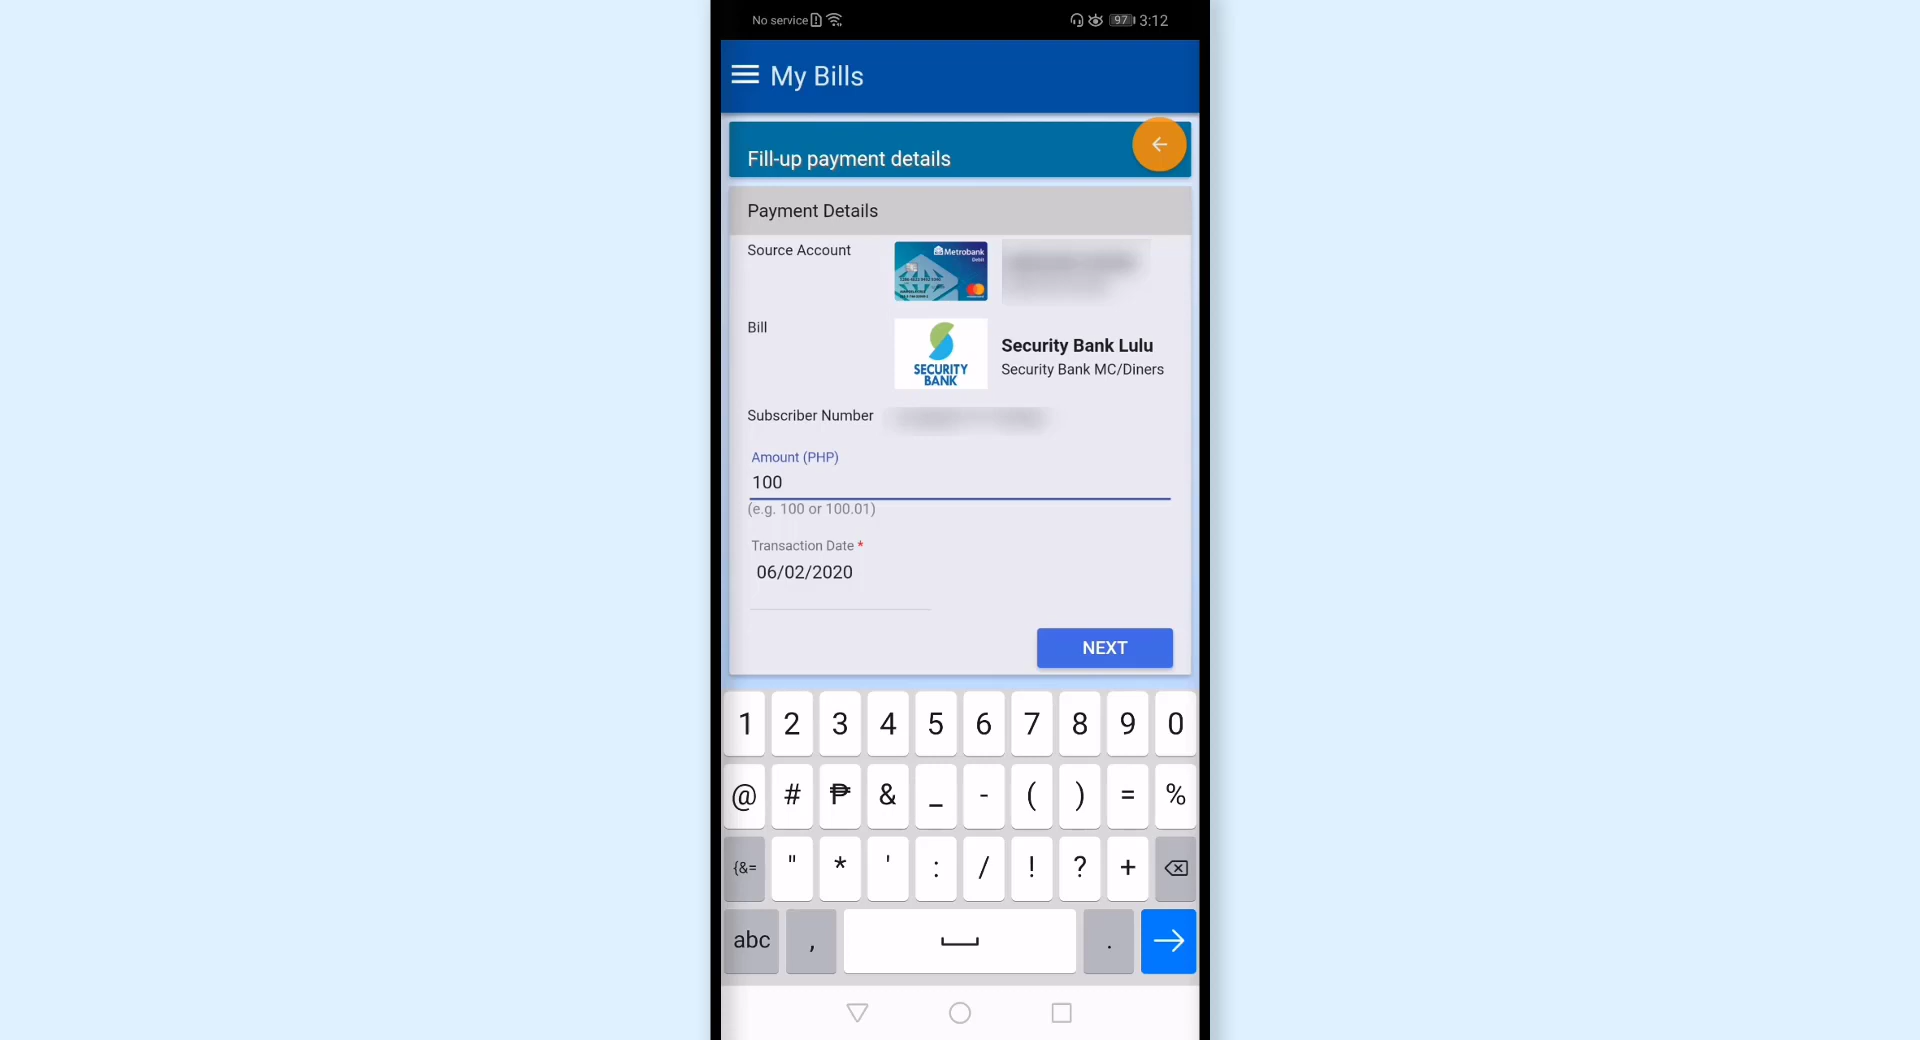 No service
97 3:12
My Bills
Fill-up payment details
Payment Details
Source Account
Metrobank
Debit
Bill
SECURITY
BANK
Security Bank Lulu
Security Bank MC/Diners
Subscriber Number
Amount (PHP)
100
(e.g. 100 or 100.01)
Transaction Date *
06/02/2020
NEXT
1 2 3 4 5 6 7 8 9 0
@ # ₱ & _ - ( ) = %
{&= " * ' : / ! ? +
abc , .